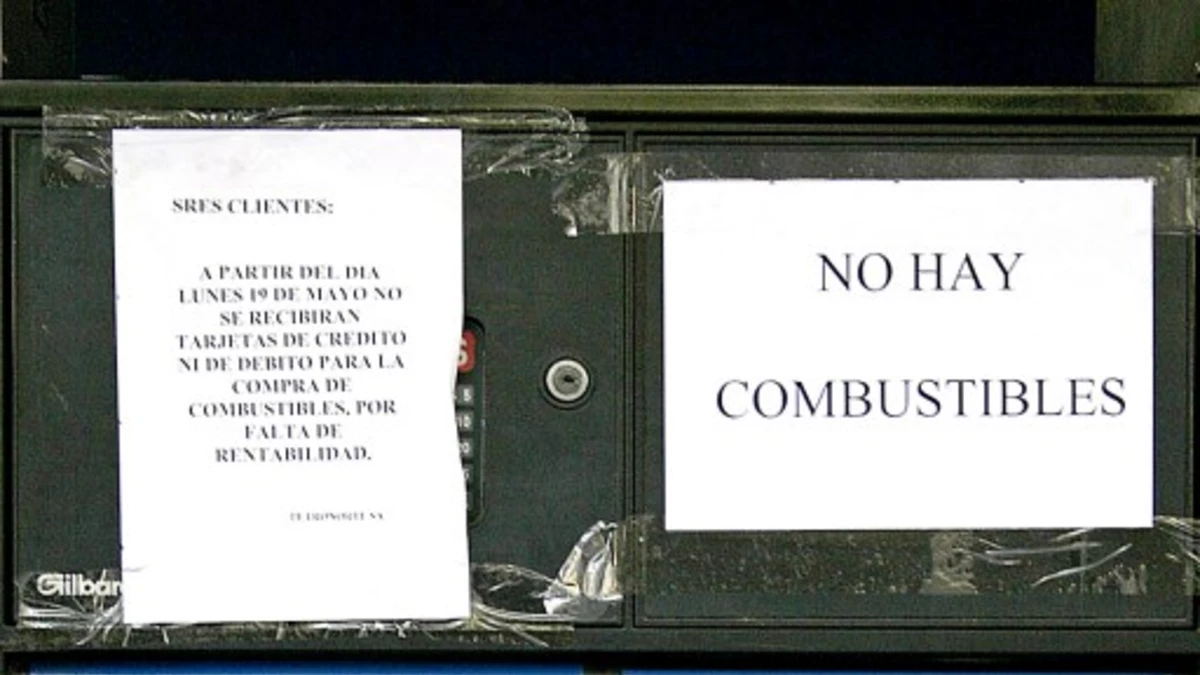 SRES CLIENTES:
A PARTIR DEL DIA
LUNES 19 DE MAYO NO
SE RECIBIRAN
TARJETAS DE CREDITO
NI DE DEBITO PARA LA
COMPRA DE
COMBUSTIBLES, POR
FALTA DE
RENTABILIDAD.
NO HAY
COMBUSTIBLES